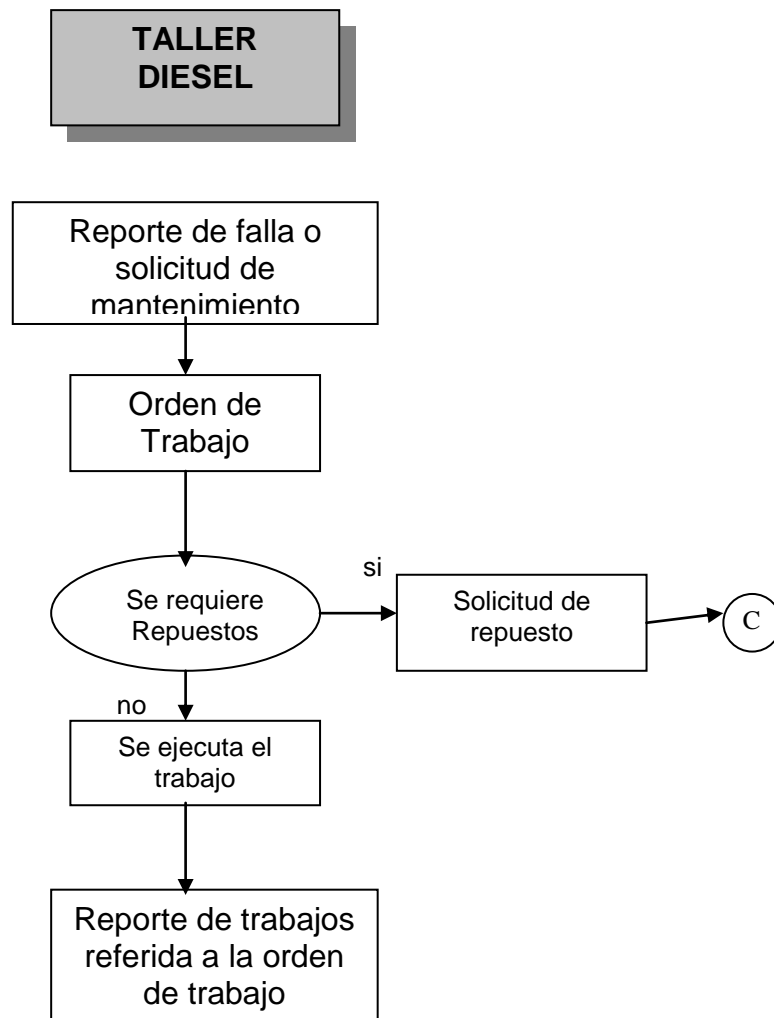 TALLER
DIESEL
Reporte de falla o
solicitud de
mantenimiento
Orden de
Trabajo
Se requiere
Repuestos
si
Solicitud de
repuesto
C
no
Se ejecuta el
trabajo
Reporte de trabajos
referida a la orden
de trabajo